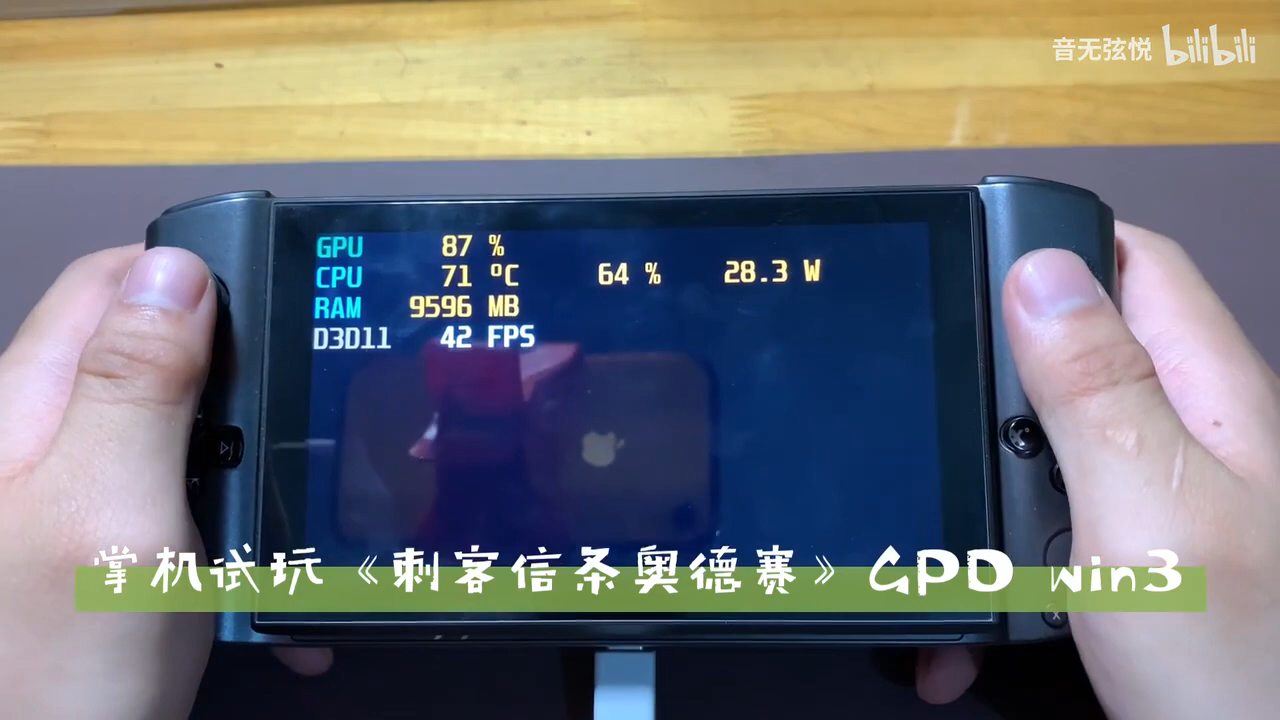 音无弦悦 bilibili
GPU 87 %
CPU 71 ºC 64 % 28.3 W
RAM 9596 MB
D3D11 42 FPS
掌机试玩《刺客信条奥德赛》GPD win3